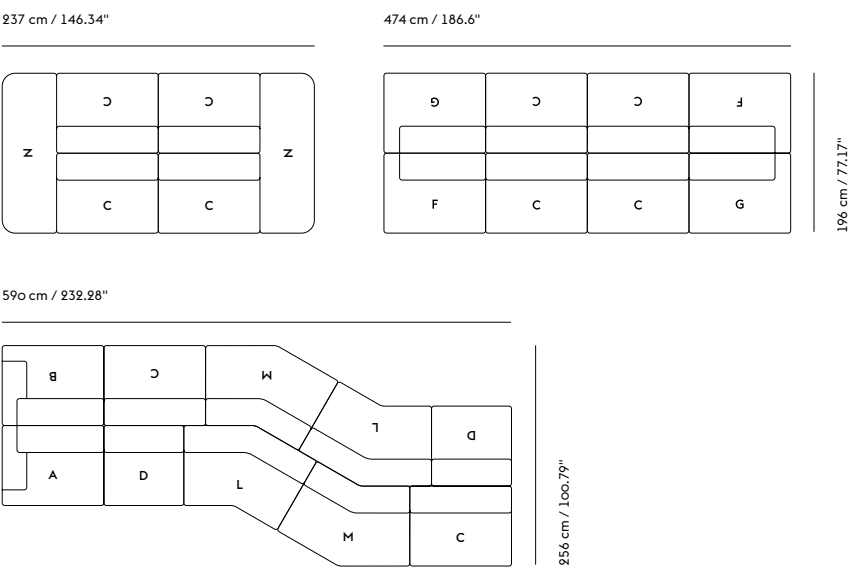 237 cm / 146.34"
474 cm / 186.6"
C C
G C C F
N N
C C
F C C G
196 cm / 77.17"
590 cm / 232.28"
B C M
L D
A D L
M C
256 cm / 100.79"